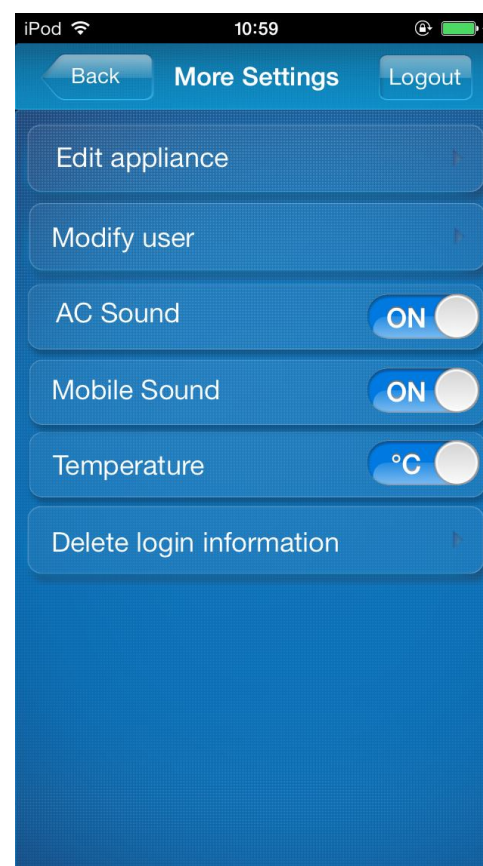 iPod 10:59
Back More Settings Logout
Edit appliance
Modify user
AC Sound ON
Mobile Sound ON
Temperature °C
Delete login information